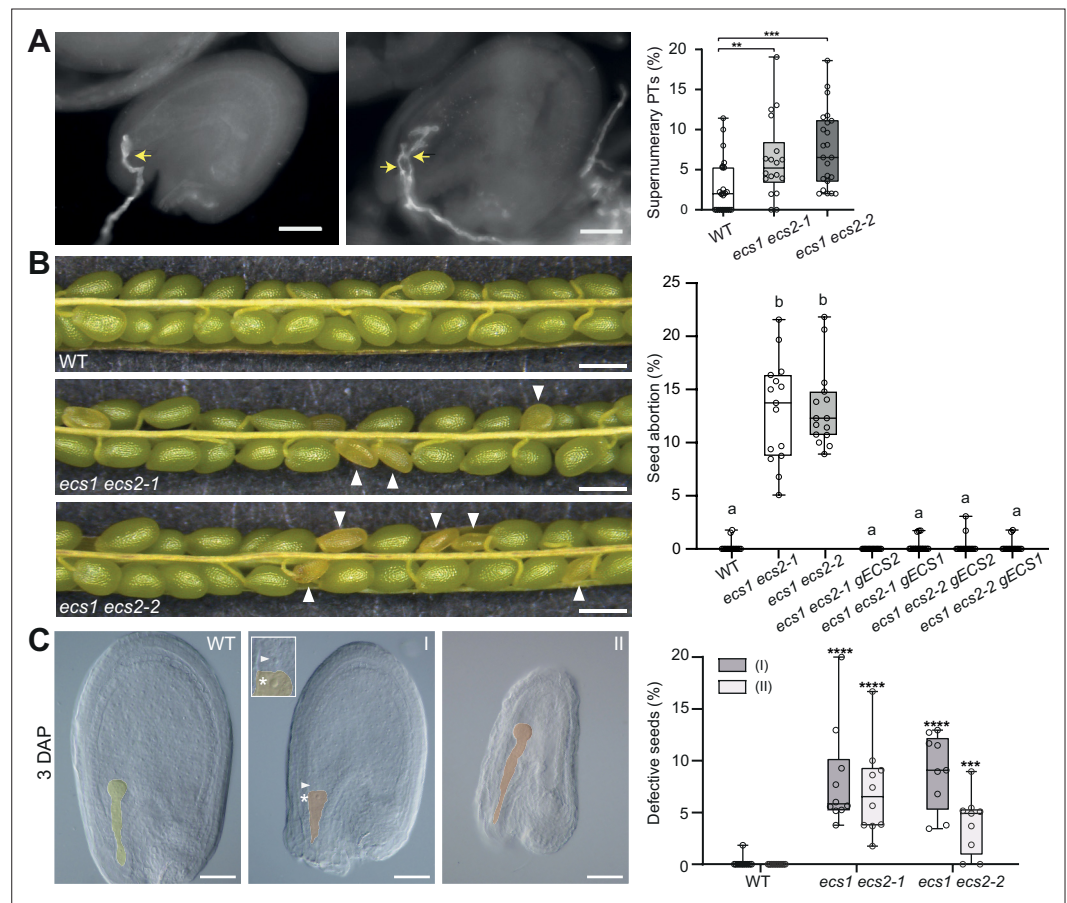 A
Supernumerary PTs (%)
20
15
10
5
0
**
***
WT
ecs1 ecs2-1
ecs1 ecs2-2
B
WT
ecs1 ecs2-1
ecs1 ecs2-2
Seed abortion (%)
25
20
15
10
5
0
a
b
b
a
a
a
a
WT
ecs1 ecs2-1
ecs1 ecs2-2
ecs1 ecs2-1 gECS2
ecs1 ecs2-1 gECS1
ecs1 ecs2-2 gECS2
ecs1 ecs2-2 gECS1
C
3 DAP
WT
I
*
*
II
Defective seeds (%)
20
15
10
5
0
(I)
(II)
****
****
****
***
WT
ecs1 ecs2-1
ecs1 ecs2-2